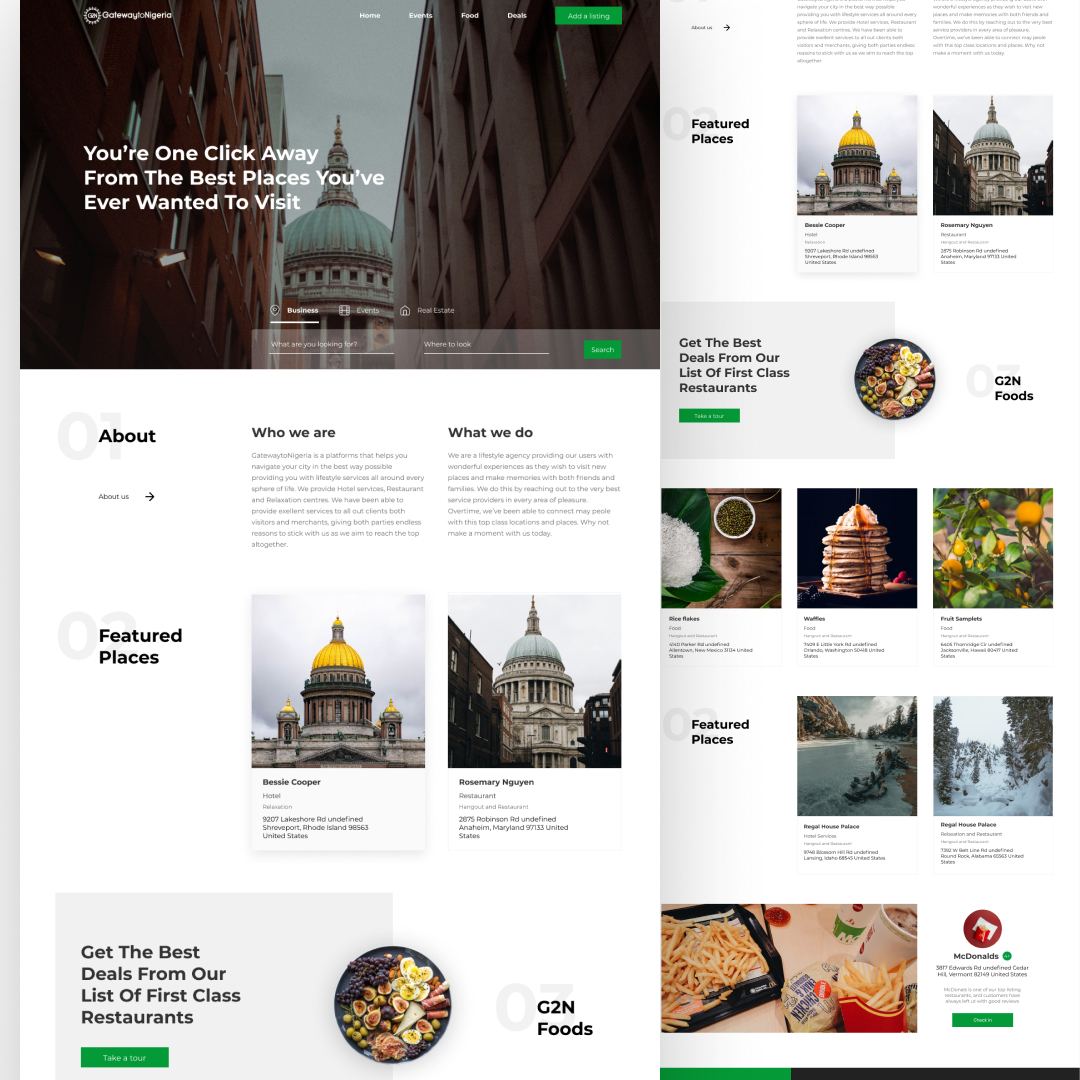 GatewaytoNigeria
G2N
Home
Events
Food
Deals
Add a listing
You’re One Click Away
From The Best Places You’ve
Ever Wanted To Visit
Business
Events
Real Estate
What are you looking for?
Where to look
Search
01
About
About us
Who we are
GatewaytoNigeria is a platforms that helps you
navigate your city in the best way possible
providing you with lifestyle services all around every
sphere of life. We provide Hotel services, Restaurant
and Relaxation centres. We have been able to
provide exellent services to all out clients both
visitors and merchants, giving both parties endless
reasons to stick with us as we aim to reach the top
altogether.
What we do
We are a lifestyle agency providing our users with
wonderful experiences as they wish to visit new
places and make memories with both friends and
families. We do this by reaching out to the very best
service providers in every area of pleasure.
Overtime, we’ve been able to connect may peole
with this top class locations and places. Why not
make a moment with us today.
02
Featured
Places
Bessie Cooper
Hotel
Relaxation
9207 Lakeshore Rd undefined
Shreveport, Rhode Island 98563
United States
Rosemary Nguyen
Restaurant
Hangout and Restaurant
2875 Robinson Rd undefined
Anaheim, Maryland 97133 United
States
Get The Best
Deals From Our
List Of First Class
Restaurants
Take a tour
03
G2N
Foods
About us
navigate your city in the best way possible
providing you with lifestyle services all around every
sphere of life. We provide Hotel services, Restaurant
and Relaxation centres. We have been able to
provide exellent services to all out clients both
visitors and merchants, giving both parties endless
reasons to stick with us as we aim to reach the top
altogether.
wonderful experiences as they wish to visit new
places and make memories with both friends and
families. We do this by reaching out to the very best
service providers in every area of pleasure.
Overtime, we’ve been able to connect may peole
with this top class locations and places. Why not
make a moment with us today.
02
Featured
Places
Bessie Cooper
Hotel
Relaxation
9207 Lakeshore Rd undefined
Shreveport, Rhode Island 98563
United States
Rosemary Nguyen
Restaurant
Hangout and Restaurant
2875 Robinson Rd undefined
Anaheim, Maryland 97133 United
States
Get The Best
Deals From Our
List Of First Class
Restaurants
Take a tour
03
G2N
Foods
Rice flakes
Food
Hangout and Restaurant
4140 Parker Rd undefined
Allentown, New Mexico 31134 United
States
Waffles
Food
Hangout and Restaurant
7409 E Little York Rd undefined
Orlando, Washington 50418 United
States
Fruit Samplets
Food
Hangout and Restaurant
6405 Thornridge Cir undefined
Jacksonville, Hawaii 80417 United
States
Featured
Places
Regal House Palace
Hotel Services
Hangout and Restaurant
9748 Blossom Hill Rd undefined
Lansing, Idaho 68545 United States
Regal House Palace
Relaxation and Restaurant
Hangout and Restaurant
7392 W Belt Line Rd undefined
Round Rock, Alabama 65563 United
States
CHICKEN
McDonalds
3817 Edwards Rd undefined Cedar
Hill, Vermont 82149 United States
McDonals is one of our top listing
restaurants, and customers have
always left us with good reviews
Check in